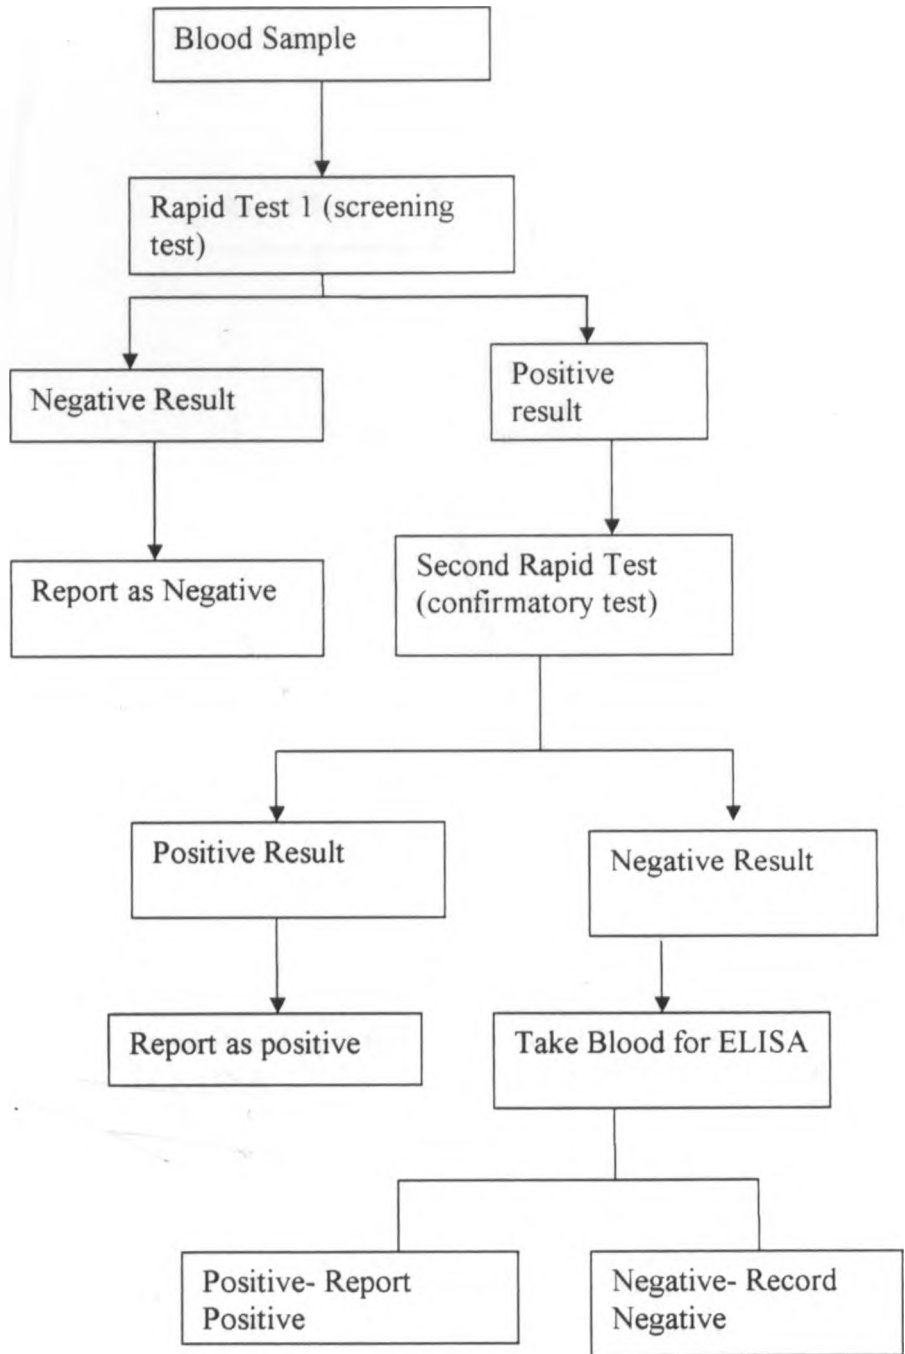 Blood Sample
Rapid Test 1 (screening
test)
Negative Result
Positive
result
Report as Negative
Second Rapid Test
(confirmatory test)
Positive Result
Negative Result
Report as positive
Take Blood for ELISA
Positive- Report
Positive
Negative- Record
Negative